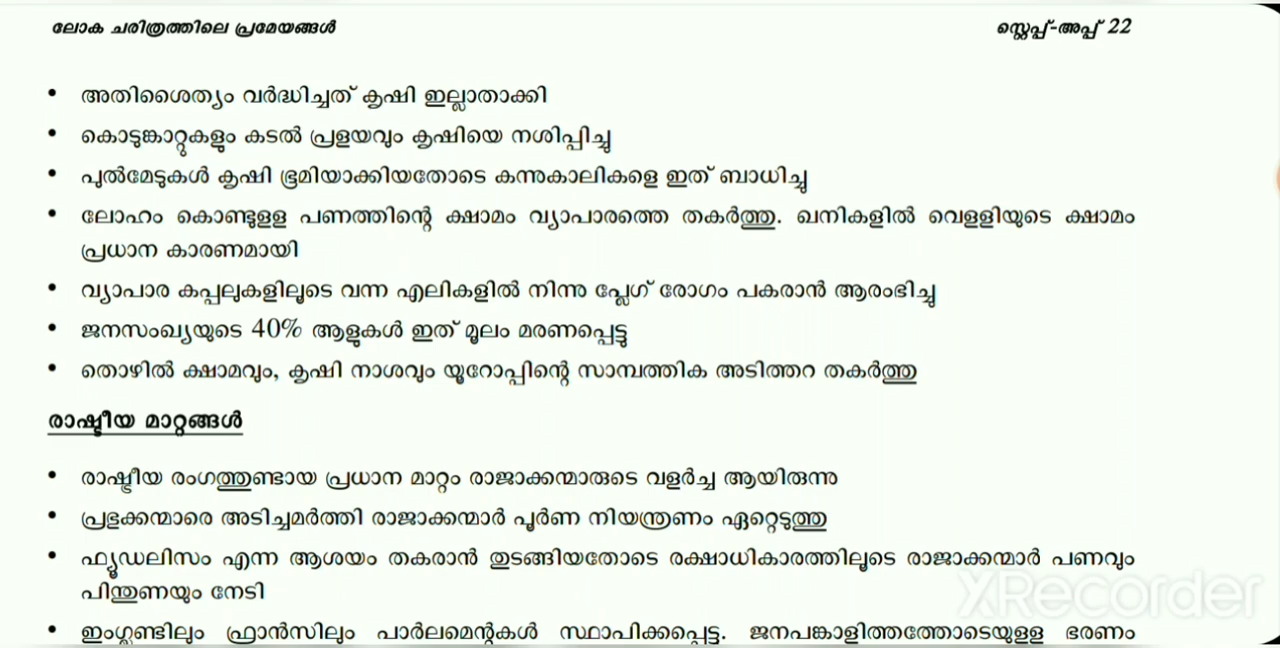 ലോക ചരിത്രത്തിലെ പ്രമേയങ്ങൾ സ്റ്റെപ്പ്-അപ്പ് 22
• അതിശൈത്യം വർദ്ധിച്ചത് കൃഷി ഇല്ലാതാക്കി
• കൊടുങ്കാറ്റുകളും കടൽ പ്രളയവും കൃഷിയെ നശിപ്പിച്ചു
• പുൽമേടുകൾ കൃഷി ഭൂമിയാക്കിയതോടെ കന്നുകാലികളെ ഇത് ബാധിച്ചു
• ലോഹം കൊണ്ടുളള പണത്തിന്റെ ക്ഷാമം വ്യാപാരത്തെ തകർത്തു. ഖനികളിൽ വെളളിയുടെ ക്ഷാമം
പ്രധാന കാരണമായി
• വ്യാപാര കപ്പലുകളിലൂടെ വന്ന എലികളിൽ നിന്നു പ്ലേഗ് രോഗം പകരാൻ ആരംഭിച്ചു
• ജനസംഖ്യയുടെ 40% ആളുകൾ ഇത് മൂലം മരണപ്പെട്ടു
• തൊഴിൽ ക്ഷാമവും, കൃഷി നാശവും യൂറോപ്പിന്റെ സാമ്പത്തിക അടിത്തറ തകർത്തു
രാഷ്ട്രീയ മാറ്റങ്ങൾ
• രാഷ്ട്രീയ രംഗത്തുണ്ടായ പ്രധാന മാറ്റം രാജാക്കന്മാരുടെ വളർച്ച ആയിരുന്നു
• പ്രഭുക്കന്മാരെ അടിച്ചമർത്തി രാജാക്കന്മാർ പൂർണ നിയന്ത്രണം ഏറ്റെടുത്തു
• ഫ്യൂഡലിസം എന്ന ആശയം തകരാൻ തുടങ്ങിയതോടെ രക്ഷാധികാരത്തിലൂടെ രാജാക്കന്മാർ പണവും
പിന്തുണയും നേടി
• ഇംഗ്ലണ്ടിലും ഫ്രാൻസിലും പാർലമെന്റകൾ സ്ഥാപിക്കപ്പെട്ടു. ജനപങ്കാളിത്തത്തോടെയുളള ഭരണം
XRecorder